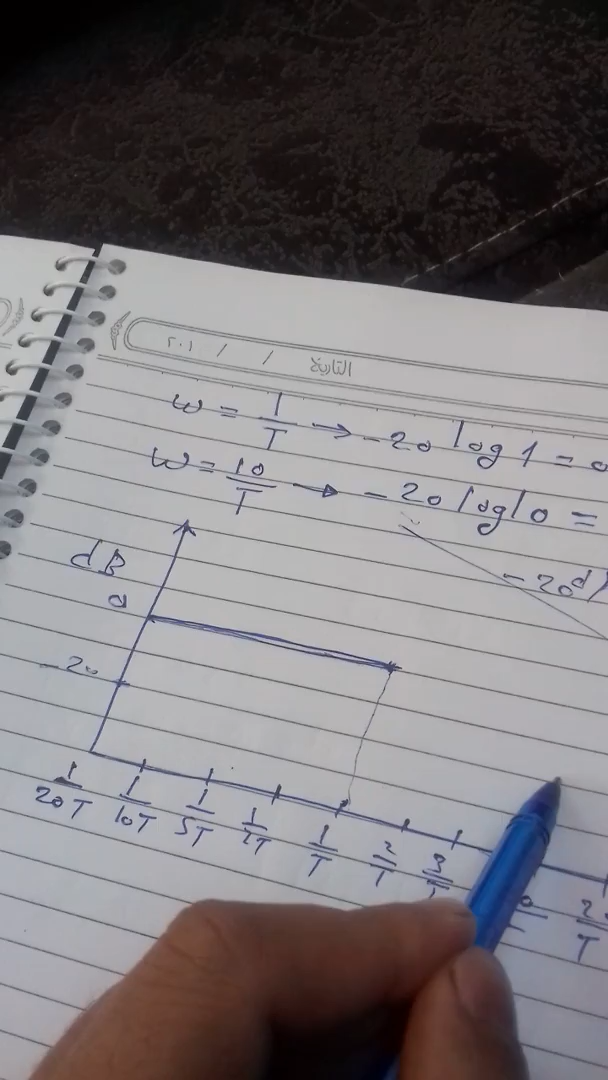 التاريخ / / ٢٠١
w = 1/T → -20 log 1 = 0
w = 10/T → -20 log 10 =
-20d
dB
0
-20
1/20T 1/10T 1/5T 1/2T 1/T 2/T 3/T